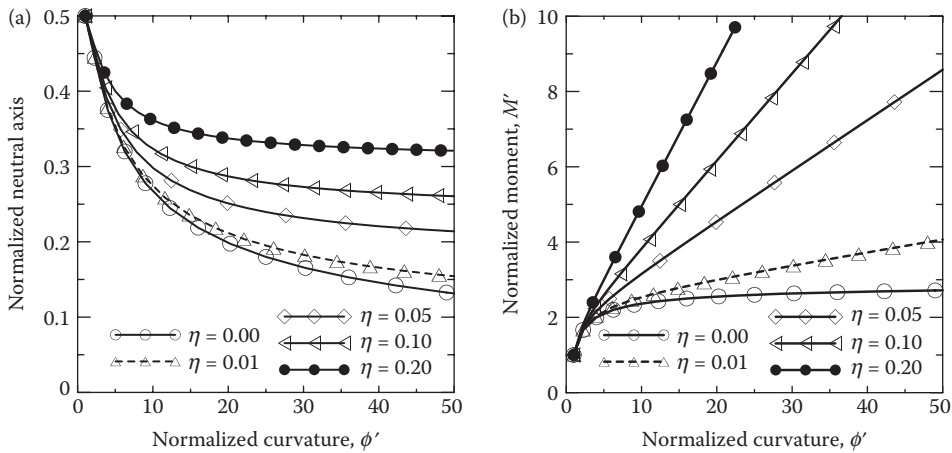 (a)
0.5
0.4
0.3
0.2
0.1
0
Normalized neutral axis
η = 0.00
η = 0.01
η = 0.05
η = 0.10
η = 0.20
0 10 20 30 40 50
Normalized curvature, ϕ′
(b)
10
8
6
4
2
0
Normalized moment, M′
η = 0.00
η = 0.01
η = 0.05
η = 0.10
η = 0.20
0 10 20 30 40 50
Normalized curvature, ϕ′